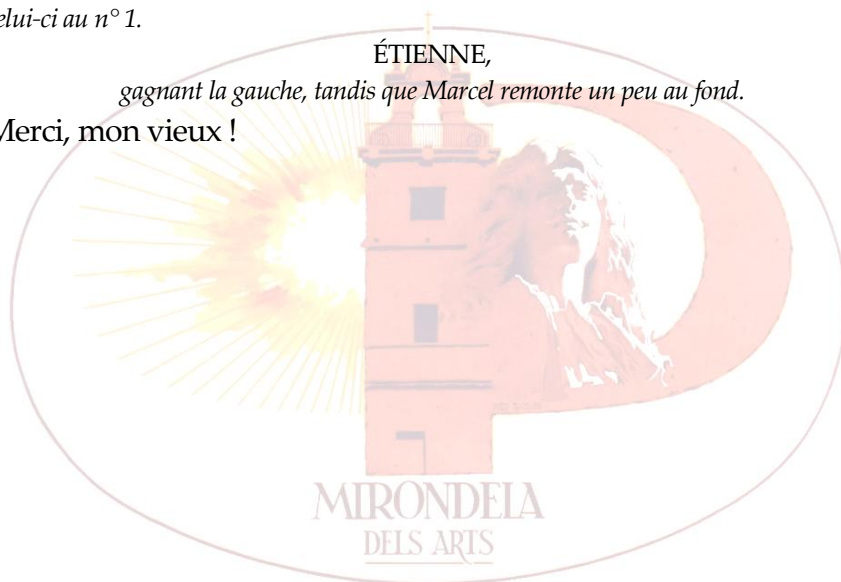 elui-ci au n° 1.
ÉTIENNE,
gagnant la gauche, tandis que Marcel remonte un peu au fond.
Merci, mon vieux !
MIRONDELA
DELS ARTS